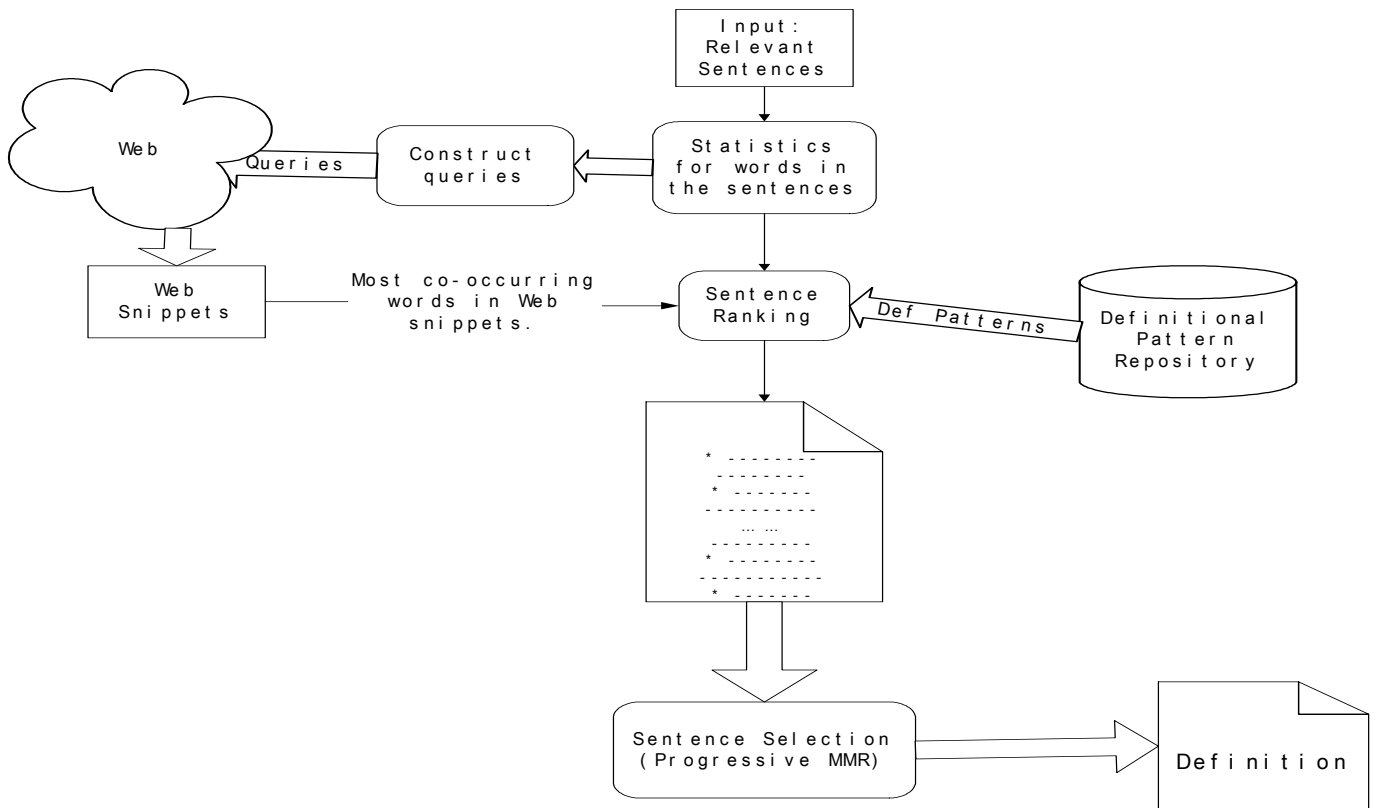 Input:
Relevant
Sentences
Web
Queries
Construct
queries
Statistics
for words in
the sentences
Web
Snippets
Most co-occurring
words in Web
snippets.
Sentence
Ranking
Def Patterns
Definitional
Pattern
Repository
* --------
--------
* -------
----------
... ...
---------
* --------
-----------
* -------
Sentence Selection
(Progressive MMR)
Definition